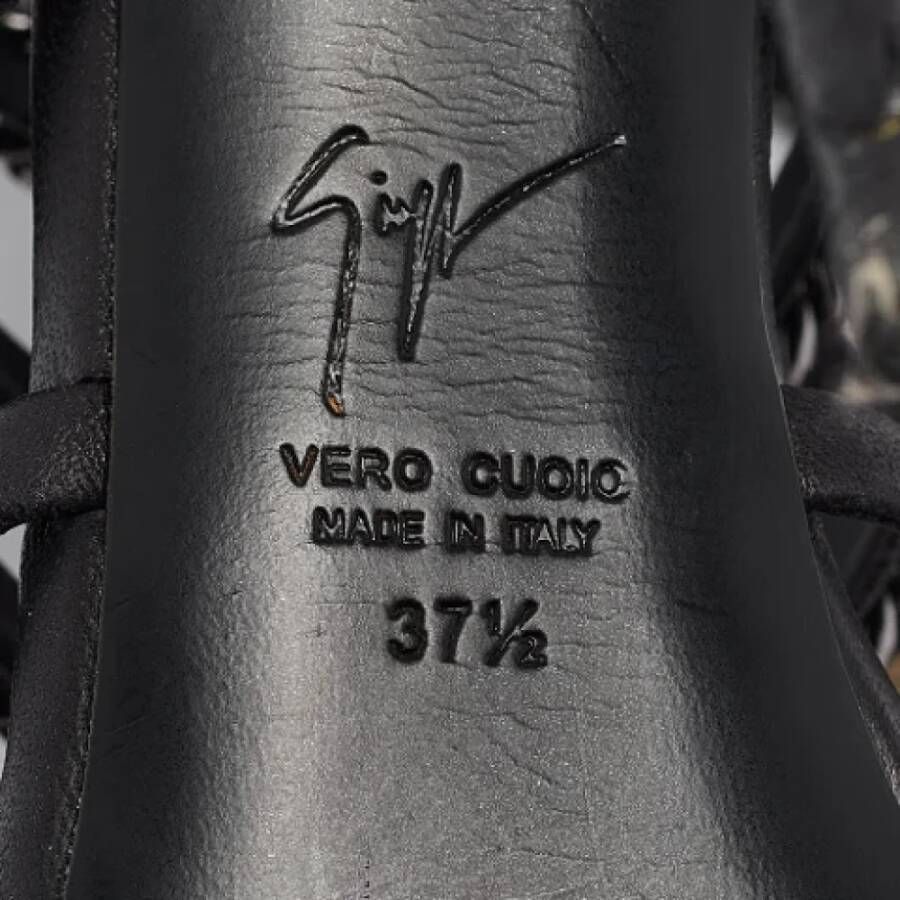 VERO CUOIO
MADE IN ITALY
37½